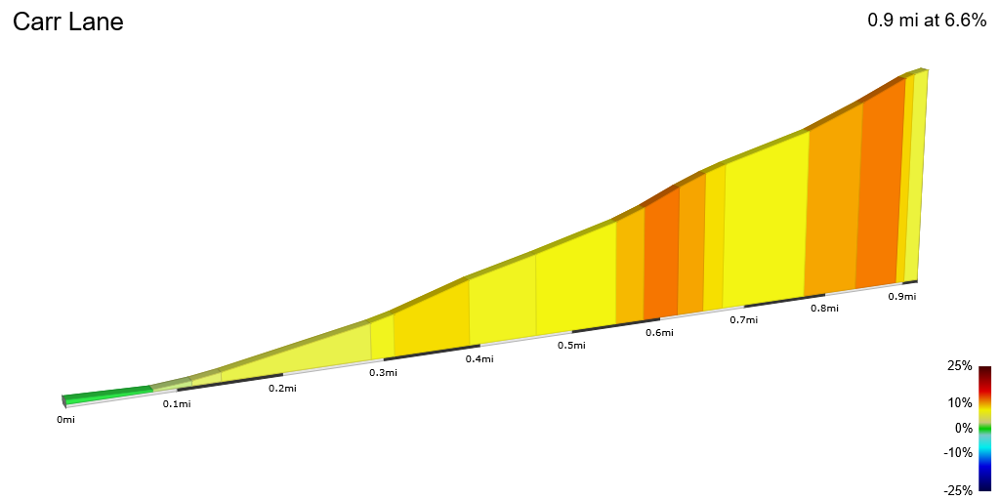 Carr Lane
0.9 mi at 6.6%
0mi
0.1mi
0.2mi
0.3mi
0.4mi
0.5mi
0.6mi
0.7mi
0.8mi
0.9mi
25%
10%
0%
-10%
-25%